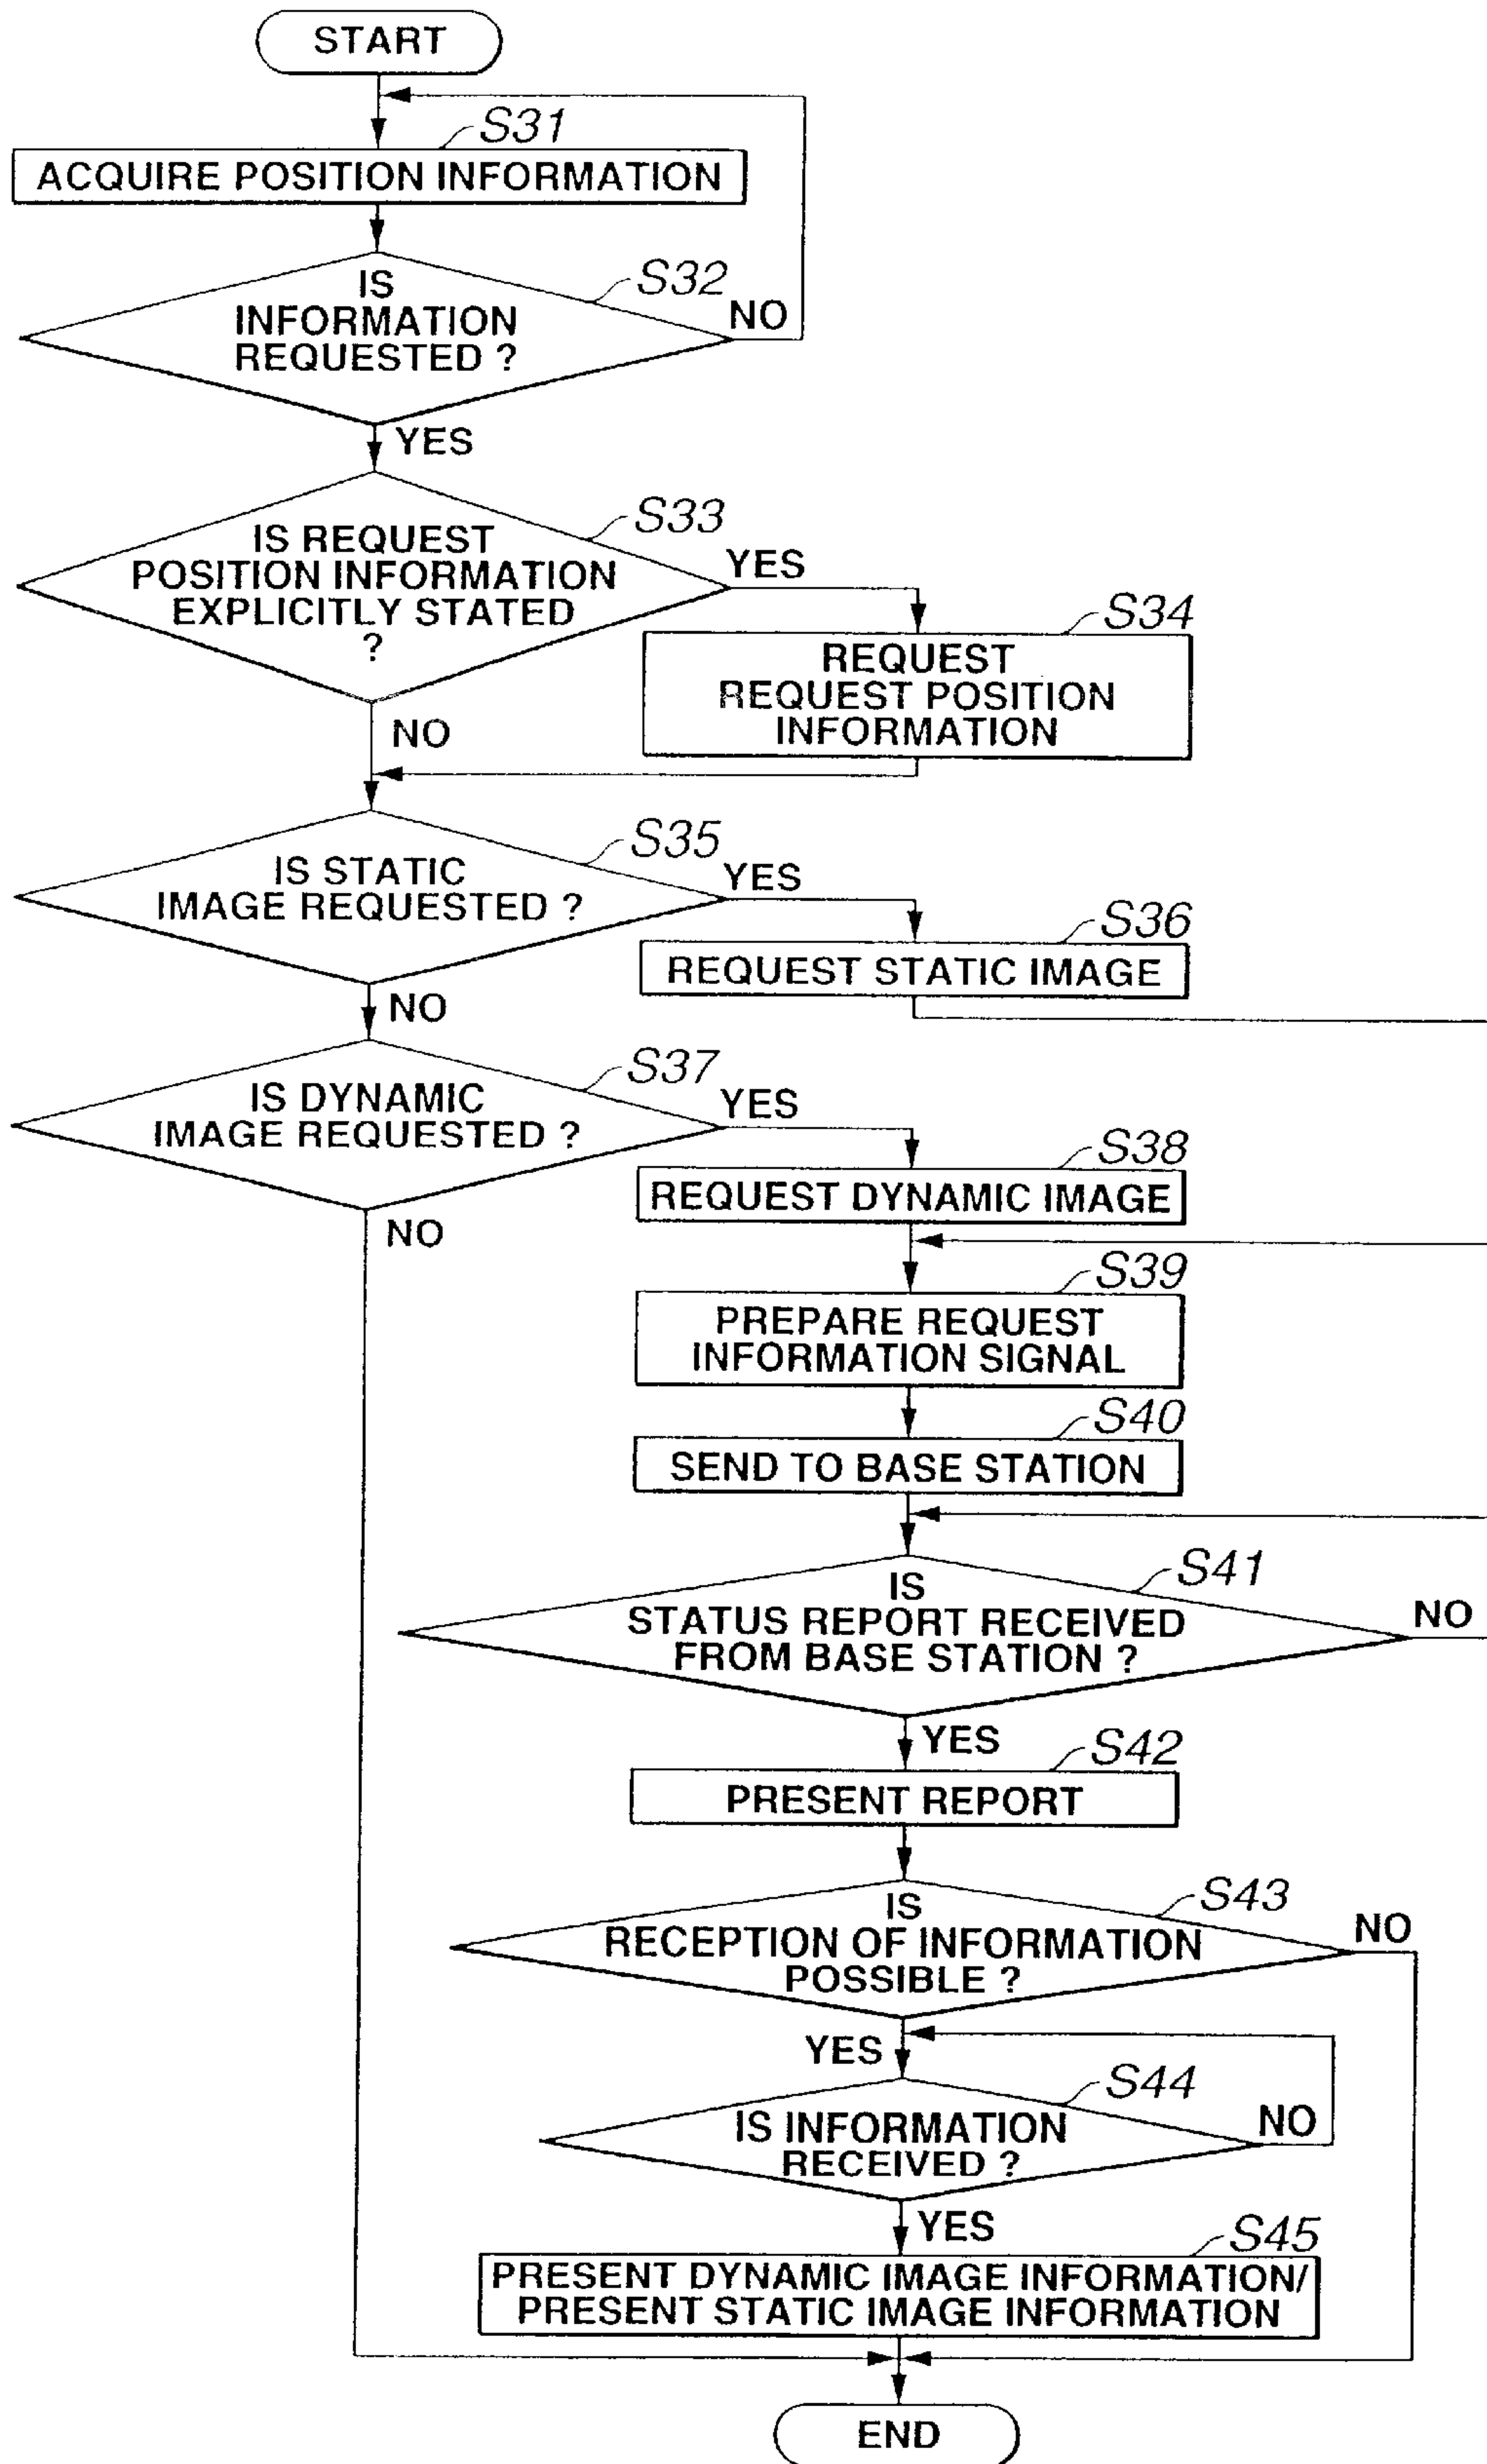 START
S31
ACQUIRE POSITION INFORMATION
S32
IS
INFORMATION
REQUESTED ?
NO
YES
S33
IS REQUEST
POSITION INFORMATION
EXPLICITLY STATED
?
YES
S34
REQUEST
REQUEST POSITION
INFORMATION
NO
S35
IS STATIC
IMAGE REQUESTED ?
YES
S36
REQUEST STATIC IMAGE
NO
S37
IS DYNAMIC
IMAGE REQUESTED ?
YES
S38
REQUEST DYNAMIC IMAGE
NO
S39
PREPARE REQUEST
INFORMATION SIGNAL
S40
SEND TO BASE STATION
S41
IS
STATUS REPORT RECEIVED
FROM BASE STATION ?
NO
YES
S42
PRESENT REPORT
S43
IS
RECEPTION OF INFORMATION
POSSIBLE ?
NO
YES
S44
IS INFORMATION
RECEIVED ?
NO
YES
S45
PRESENT DYNAMIC IMAGE INFORMATION/
PRESENT STATIC IMAGE INFORMATION
END